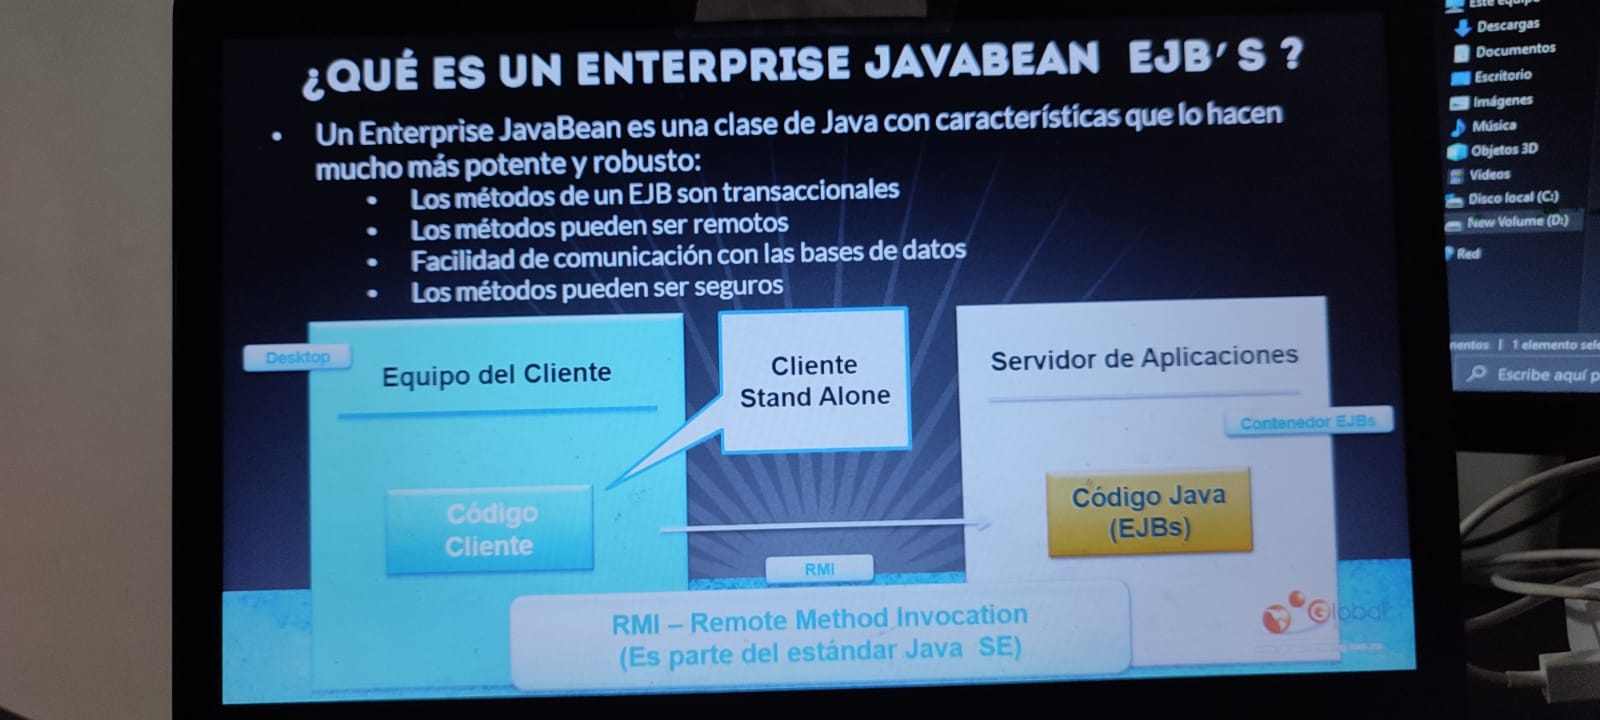 ¿QUÉ ES UN ENTERPRISE JAVABEAN EJB'S ?
• Un Enterprise JavaBean es una clase de Java con características que lo hacen
mucho más potente y robusto:
• Los métodos de un EJB son transaccionales
• Los métodos pueden ser remotos
• Facilidad de comunicación con las bases de datos
• Los métodos pueden ser seguros
Desktop
Equipo del Cliente
Cliente
Stand Alone
Servidor de Aplicaciones
Contenedor EJBs
Código
Cliente
Código Java
(EJBs)
RMI
RMI – Remote Method Invocation
(Es parte del estándar Java SE)
Global
Este equipo
Descargas
Documentos
Escritorio
Imágenes
Música
Objetos 3D
Videos
Disco local (C:)
New Volume (D:)
Red
1 elemento
Escribe aquí